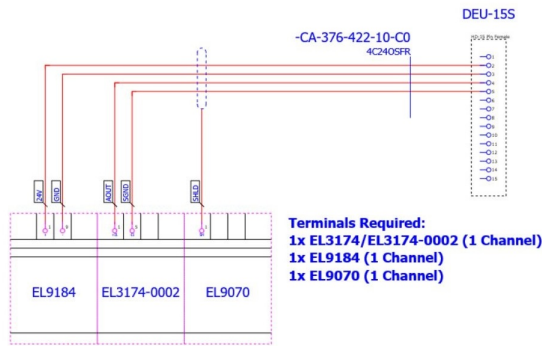 DEU-15S
-CA-376-422-10-C0
4C24OSFR
1
2
3
4
5
6
7
8
9
10
11
12
13
14
15
24V
GND
AOUT
SGND
SHLD
EL9184
EL3174-0002
EL9070
Terminals Required:
1x EL3174/EL3174-0002 (1 Channel)
1x EL9184 (1 Channel)
1x EL9070 (1 Channel)